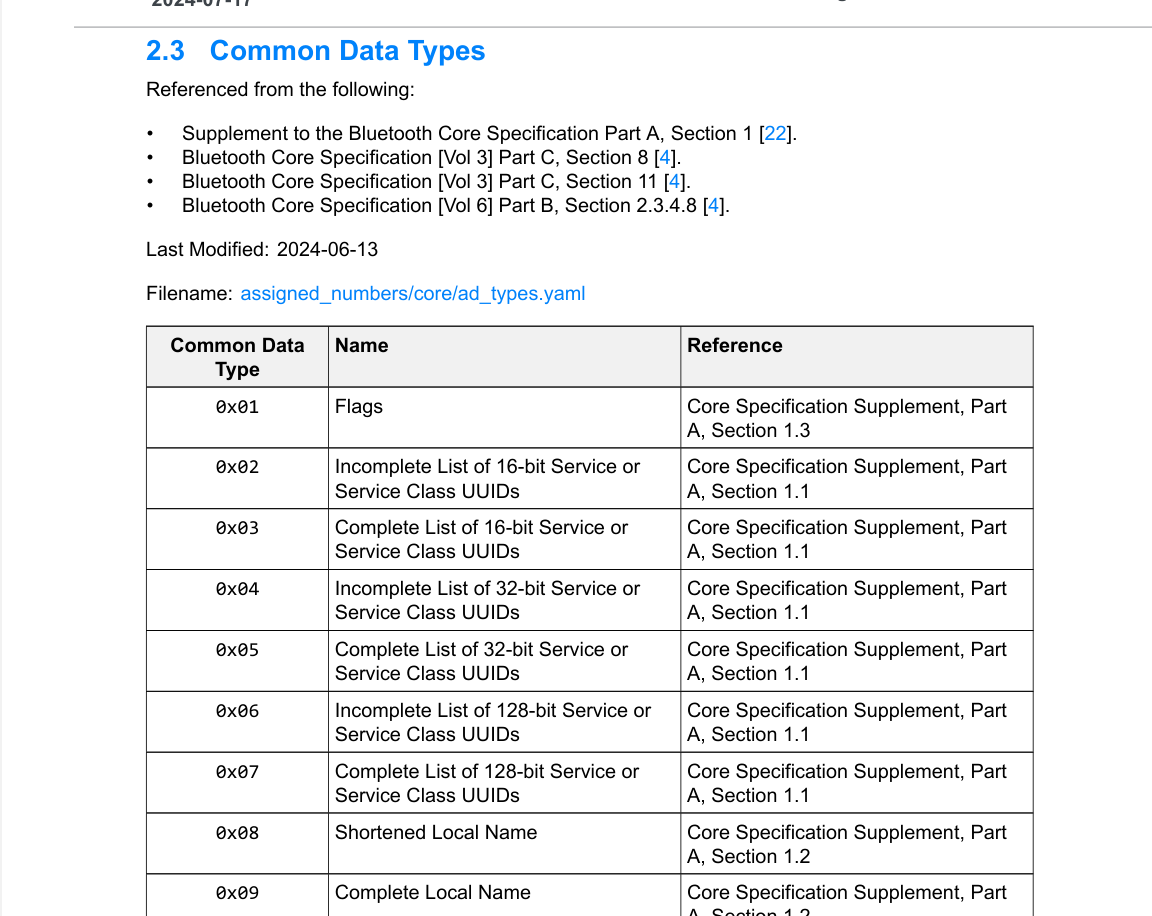 2024-07-17
2.3 Common Data Types
Referenced from the following:
• Supplement to the Bluetooth Core Specification Part A, Section 1 [22].
• Bluetooth Core Specification [Vol 3] Part C, Section 8 [4].
• Bluetooth Core Specification [Vol 3] Part C, Section 11 [4].
• Bluetooth Core Specification [Vol 6] Part B, Section 2.3.4.8 [4].
Last Modified: 2024-06-13
Filename: assigned_numbers/core/ad_types.yaml
Common Data Name Reference
Type
0x01 Flags Core Specification Supplement, Part
A, Section 1.3
0x02 Incomplete List of 16-bit Service or Core Specification Supplement, Part
Service Class UUIDs A, Section 1.1
0x03 Complete List of 16-bit Service or Core Specification Supplement, Part
Service Class UUIDs A, Section 1.1
0x04 Incomplete List of 32-bit Service or Core Specification Supplement, Part
Service Class UUIDs A, Section 1.1
0x05 Complete List of 32-bit Service or Core Specification Supplement, Part
Service Class UUIDs A, Section 1.1
0x06 Incomplete List of 128-bit Service or Core Specification Supplement, Part
Service Class UUIDs A, Section 1.1
0x07 Complete List of 128-bit Service or Core Specification Supplement, Part
Service Class UUIDs A, Section 1.1
0x08 Shortened Local Name Core Specification Supplement, Part
A, Section 1.2
0x09 Complete Local Name Core Specification Supplement, Part
A, Section 1.2